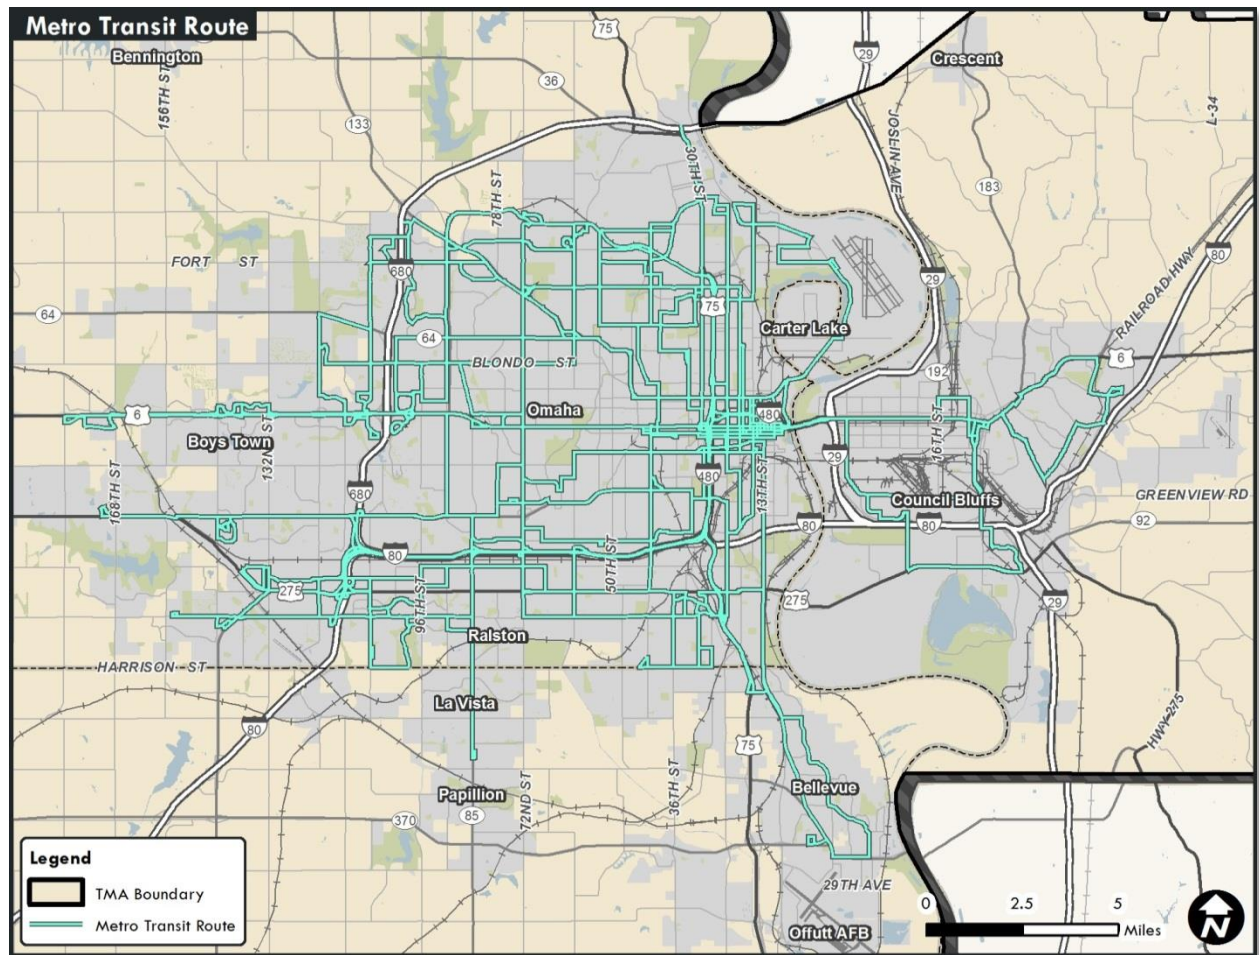 Metro Transit Route
Bennington
156TH ST
36
75
29
Crescent
133
JOSLIN AVE
L-34
30TH ST
183
78TH ST
FORT ST
680
29
RAILROAD HWY
80
64
75
64
Carter Lake
BLONDO ST
192
6
6
Omaha
480
16TH ST
Boys Town
132ND ST
29
168TH ST
680
480
13TH ST
Council Bluffs
GREENVIEW RD
80
80
80
92
50TH ST
275
96TH ST
275
29
Ralston
HARRISON ST
La Vista
80
75
HWY 275
36TH ST
Papillion
72ND ST
Bellevue
85
370
29TH AVE
Offutt AFB
Legend
TMA Boundary
Metro Transit Route
0 2.5 5
Miles
N